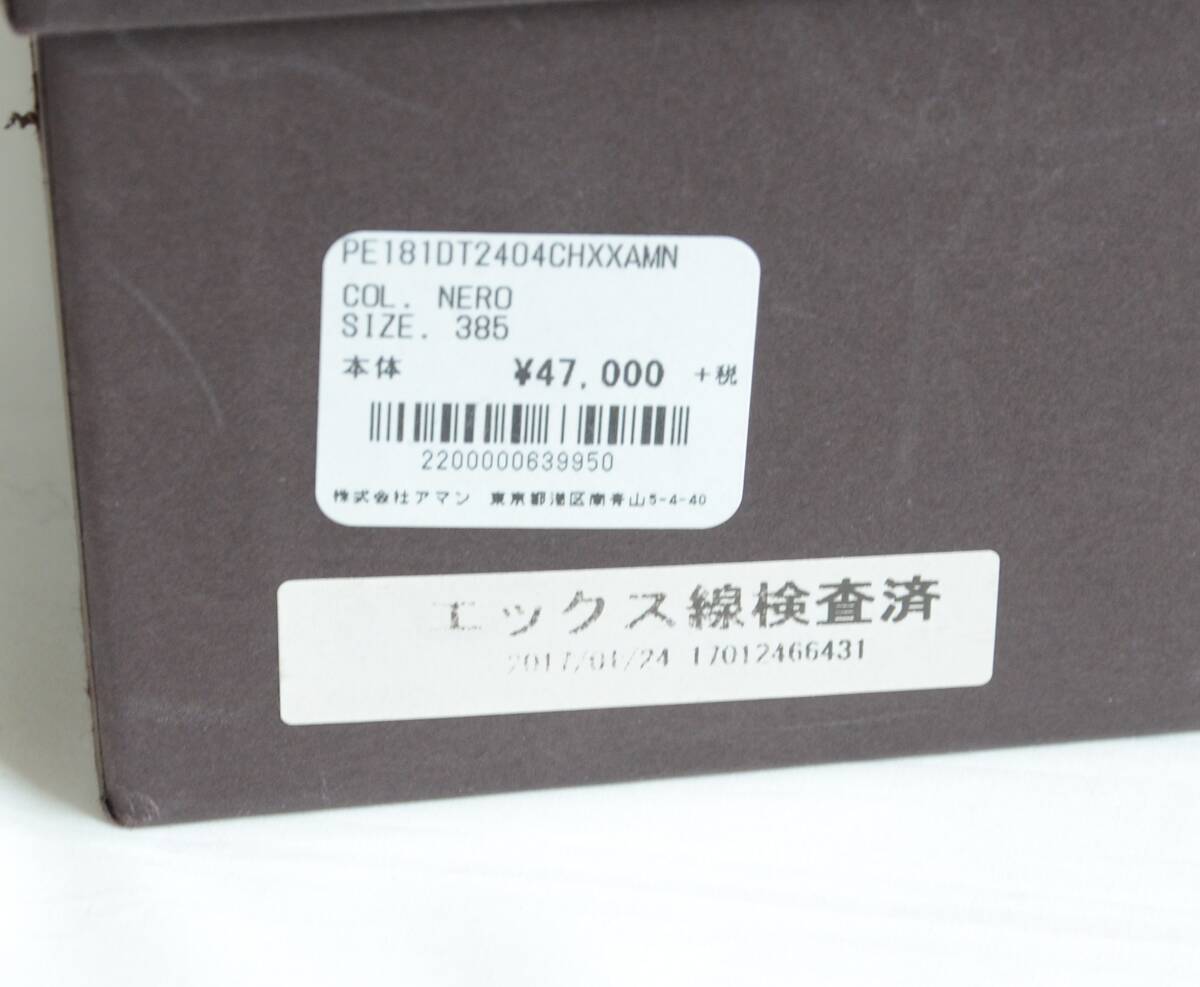 PE181DT2404CHXXAMN
COL. NERO
SIZE. 385
本体 ¥47,000 +税
2200000639950
株式会社アマン 東京都港区南青山5-4-40
エックス線検査済
2017/01/24 17012466431